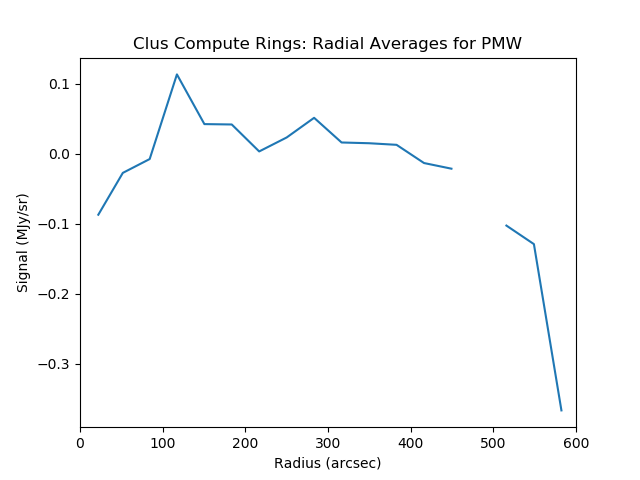 Clus Compute Rings: Radial Averages for PMW
0.1
0.0
−0.1
−0.2
−0.3
Signal (MJy/sr)
0 100 200 300 400 500 600
Radius (arcsec)